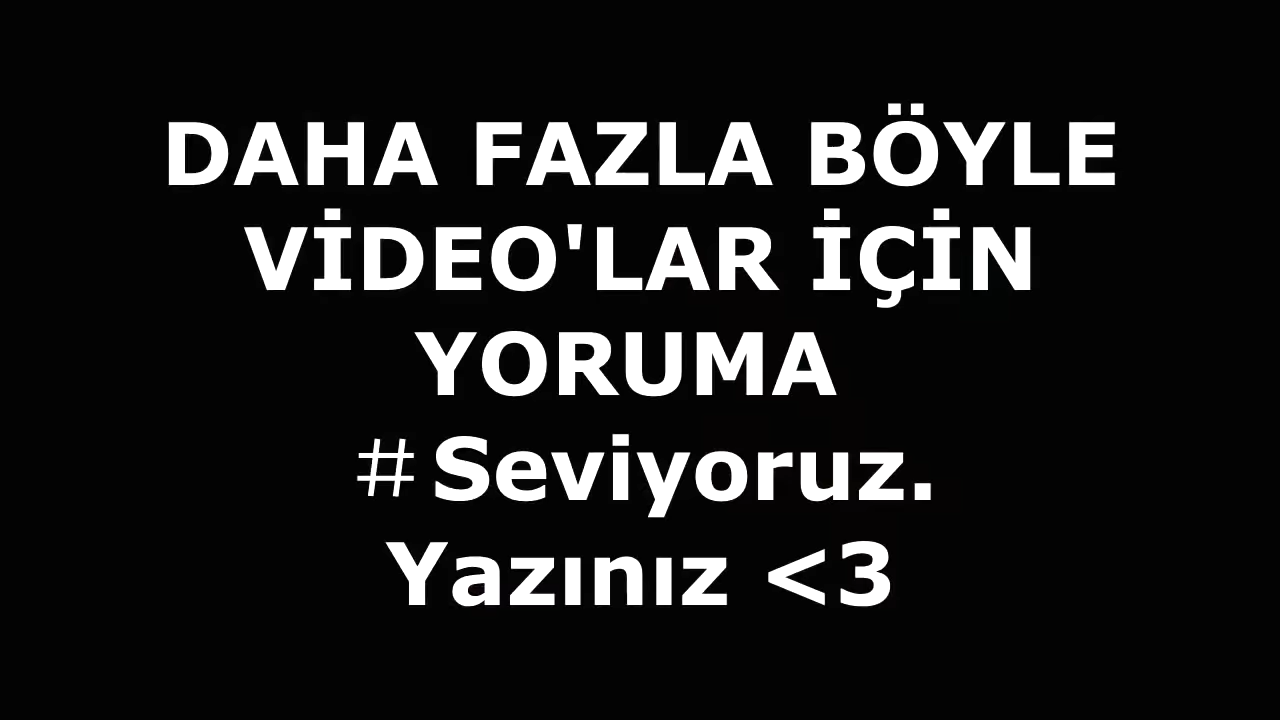 DAHA FAZLA BÖYLE
VİDEO'LAR İÇİN
YORUMA
#Seviyoruz.
Yazınız <3